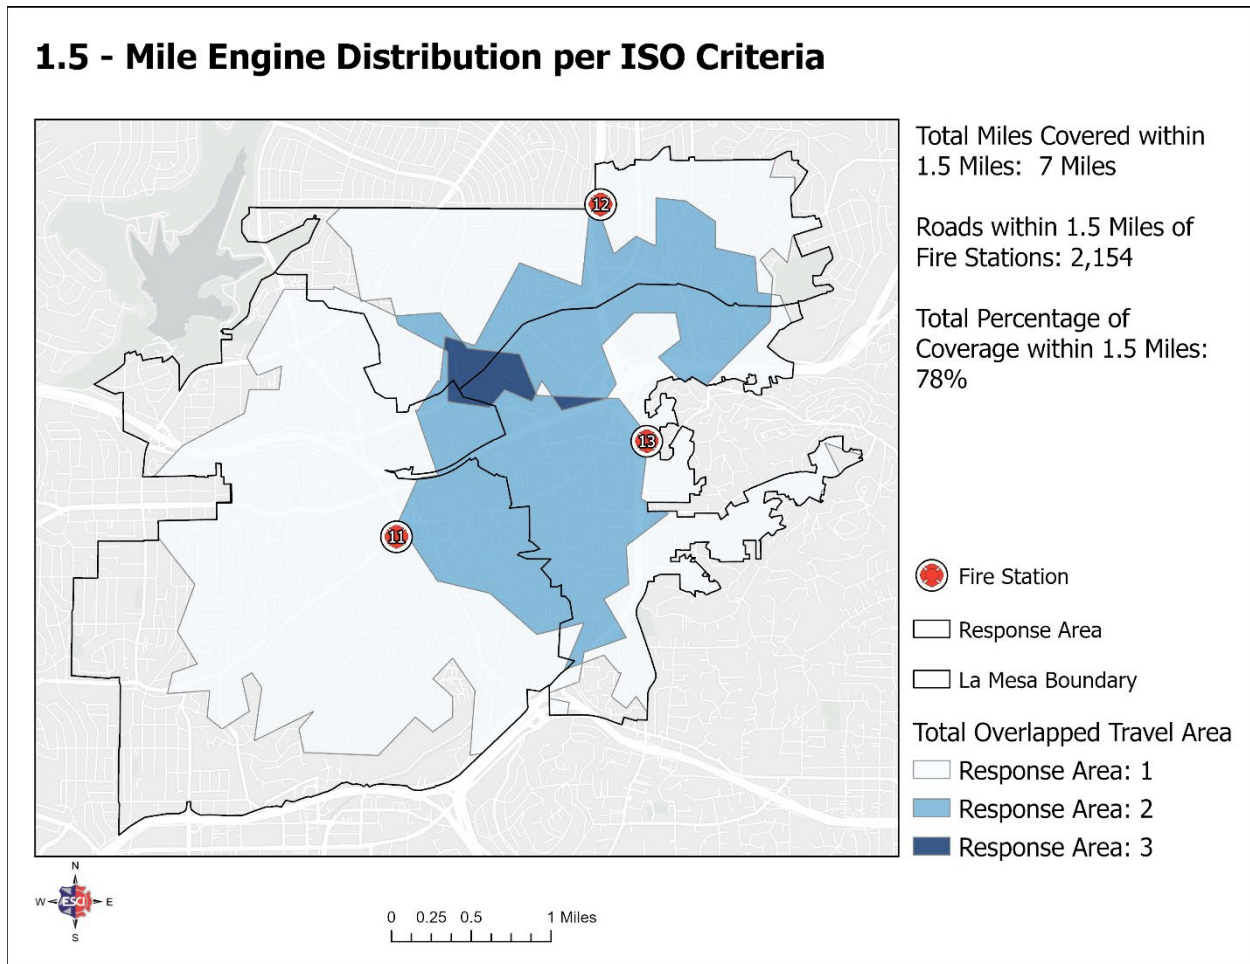 1.5 - Mile Engine Distribution per ISO Criteria
Total Miles Covered within
1.5 Miles: 7 Miles
Roads within 1.5 Miles of
Fire Stations: 2,154
Total Percentage of
Coverage within 1.5 Miles:
78%
12
13
11
Fire Station
Response Area
La Mesa Boundary
Total Overlapped Travel Area
Response Area: 1
Response Area: 2
Response Area: 3
N
W ESCI E
S
0 0.25 0.5 1 Miles